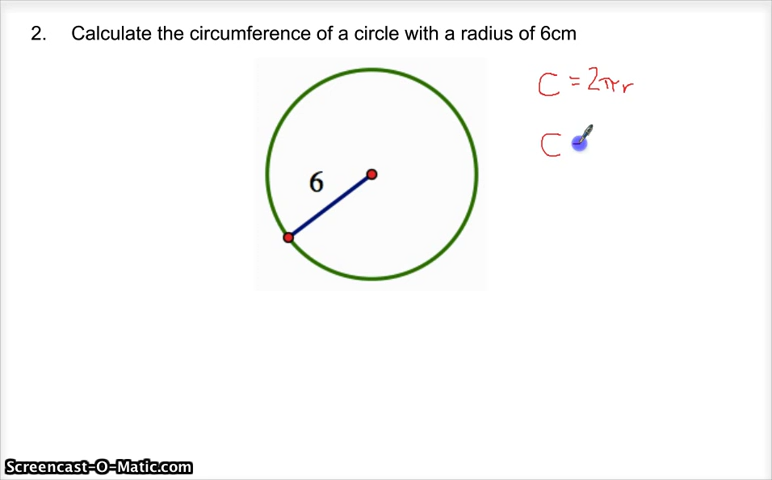 2. Calculate the circumference of a circle with a radius of 6cm
C = 2πr
C
6
Screencast-O-Matic.com